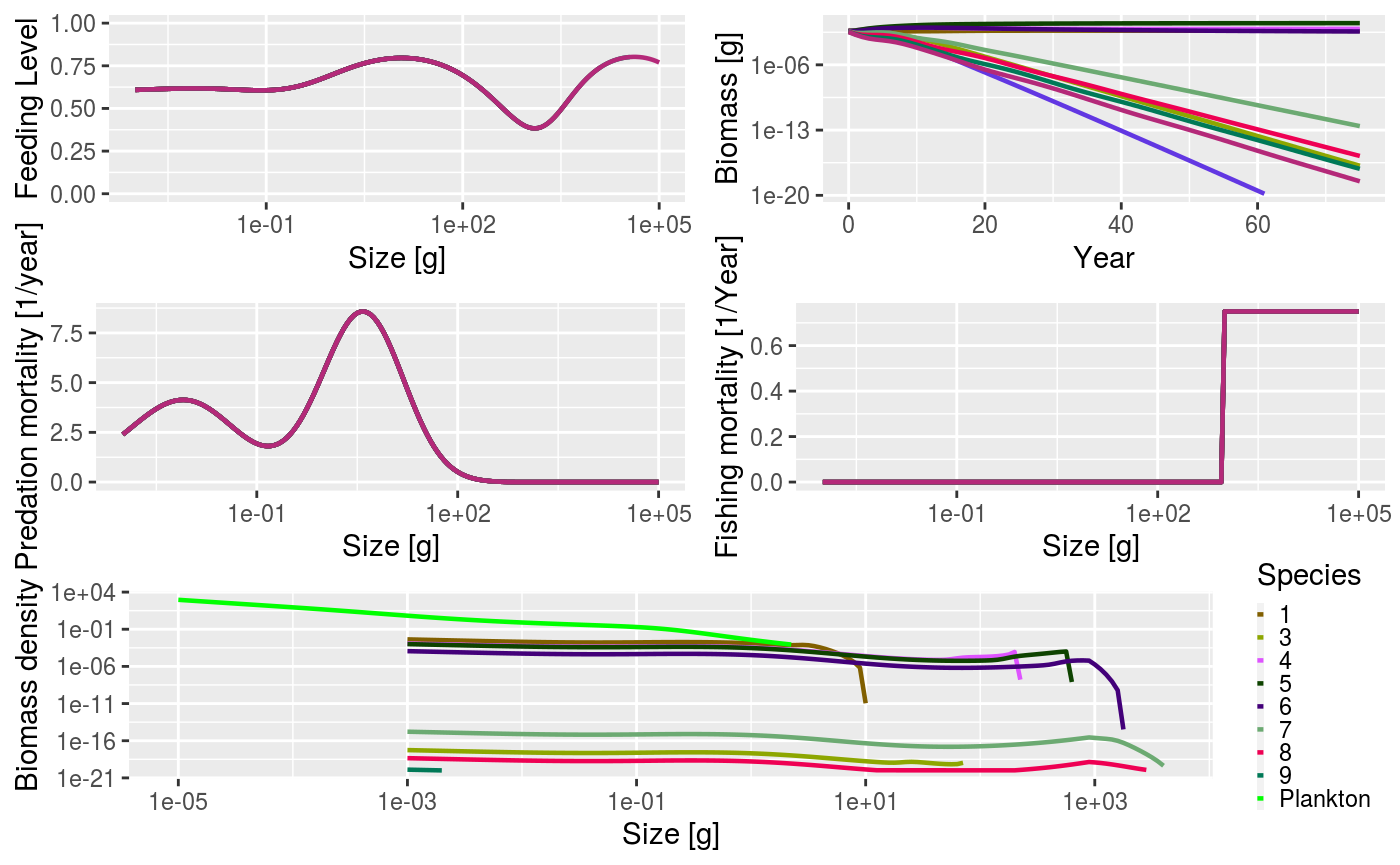 1.00
0.75
0.50
0.25
0.00
Feeding Level
1e-01
1e+02
1e+05
Size [g]
1e-06
1e-13
1e-20
Biomass [g]
0
20
40
60
Year
7.5
5.0
2.5
0.0
Predation mortality [1/year]
1e-01
1e+02
1e+05
Size [g]
0.6
0.4
0.2
0.0
Fishing mortality [1/Year]
1e-01
1e+02
1e+05
Size [g]
1e+04
1e-01
1e-06
1e-11
1e-16
1e-21
Biomass density
1e-05
1e-03
1e-01
1e+01
1e+03
Size [g]
Species
1
3
4
5
6
7
8
9
Plankton